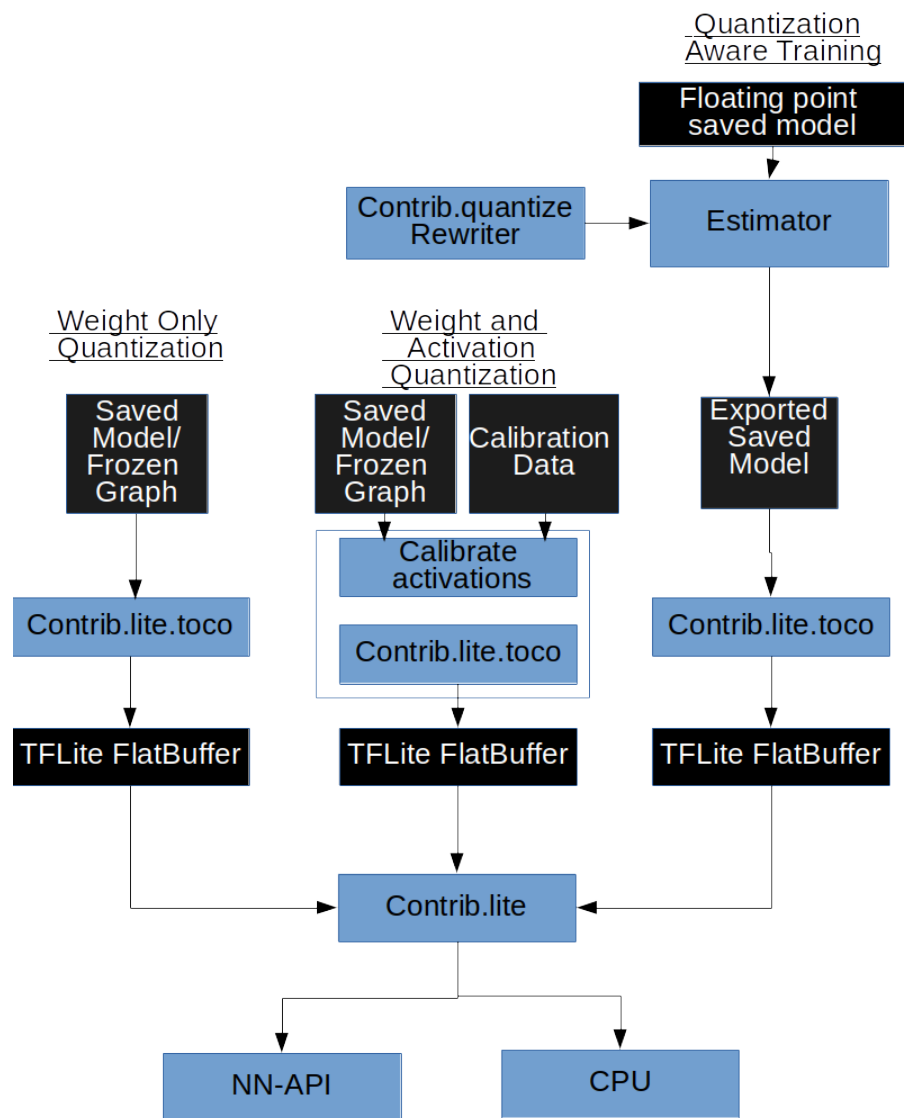 Quantization
Aware Training
Floating point
saved model
Contrib.quantize
Rewriter
Estimator
Weight Only
Quantization
Weight and
Activation
Quantization
Saved
Model/
Frozen
Graph
Saved
Model/
Frozen
Graph
Calibration
Data
Exported
Saved
Model
Calibrate
activations
Contrib.lite.toco
Contrib.lite.toco
Contrib.lite.toco
TFLite FlatBuffer
TFLite FlatBuffer
TFLite FlatBuffer
Contrib.lite
NN-API
CPU